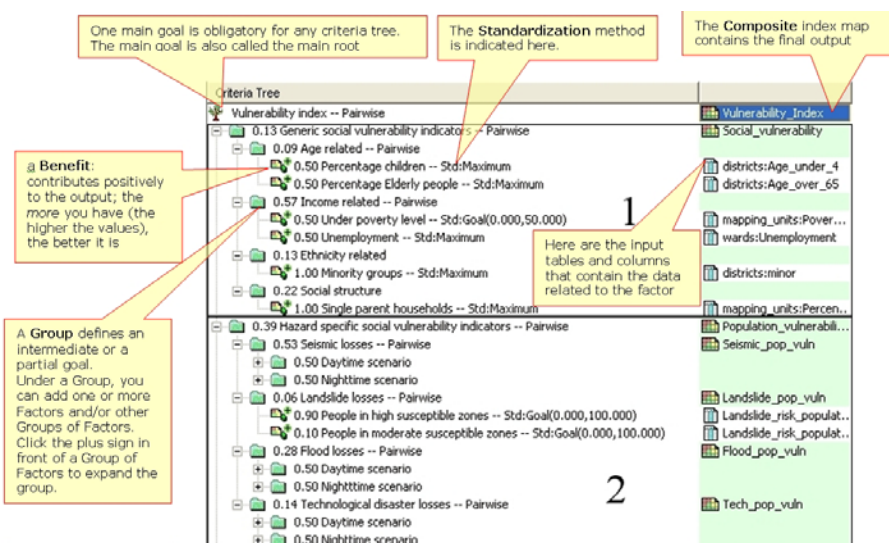 One main goal is obligatory for any criteria tree.
The main goal is also called the main root
The Standardization method
is indicated here.
The Composite index map
contains the final output
Criteria Tree
Vulnerability index -- Pairwise
Vulnerability_Index
0.13 Generic social vulnerability indicators -- Pairwise
Social_vulnerability
0.09 Age related -- Pairwise
0.50 Percentage children -- Std:Maximum
districts:Age_under_4
0.50 Percentage Elderly people -- Std:Maximum
districts:Age_over_65
0.57 Income related -- Pairwise
0.50 Under poverty level -- Std:Goal(0.000,50.000)
mapping_units:Pover...
0.50 Unemployment -- Std:Maximum
wards:Unemployment
0.13 Ethnicity related
1.00 Minority groups -- Std:Maximum
districts:minor
0.22 Social structure
1.00 Single parent households -- Std:Maximum
mapping_units:Percen..
1
a Benefit:
contributes positively
to the output; the
more you have (the
higher the values),
the better it is
Here are the input
tables and columns
that contain the data
related to the factor
A Group defines an
intermediate or a
partial goal.
Under a Group, you
can add one or more
Factors and/or other
Groups of Factors.
Click the plus sign in
front of a Group of
Factors to expand the
group.
0.39 Hazard specific social vulnerability indicators -- Pairwise
Population_vulnerabili...
0.53 Seismic losses -- Pairwise
Seismic_pop_vuln
0.50 Daytime scenario
0.50 Nighttime scenario
0.06 Landslide losses -- Pairwise
Landslide_pop_vuln
0.90 People in high susceptible zones -- Std:Goal(0.000,100.000)
Landslide_risk_populat..
0.10 People in moderate susceptible zones -- Std:Goal(0.000,100.000)
Landslide_risk_populat..
0.28 Flood losses -- Pairwise
Flood_pop_vuln
0.50 Daytime scenario
0.50 Nightttime scenario
0.14 Technological disaster losses -- Pairwise
Tech_pop_vuln
0.50 Daytime scenario
0.50 Nighttime scenario
2